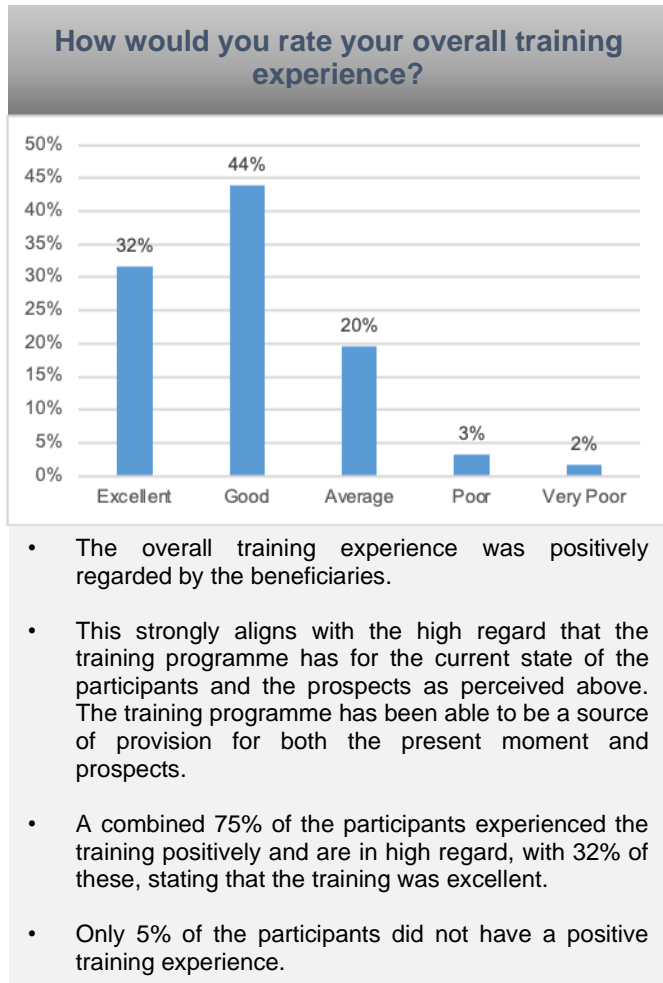 How would you rate your overall training
experience?
50%
45%
40%
35%
30%
25%
20%
15%
10%
5%
0%
32%
44%
20%
3%
2%
Excellent
Good
Average
Poor
Very Poor
• The overall training experience was positively
regarded by the beneficiaries.
• This strongly aligns with the high regard that the
training programme has for the current state of the
participants and the prospects as perceived above.
The training programme has been able to be a source
of provision for both the present moment and
prospects.
• A combined 75% of the participants experienced the
training positively and are in high regard, with 32% of
these, stating that the training was excellent.
• Only 5% of the participants did not have a positive
training experience.